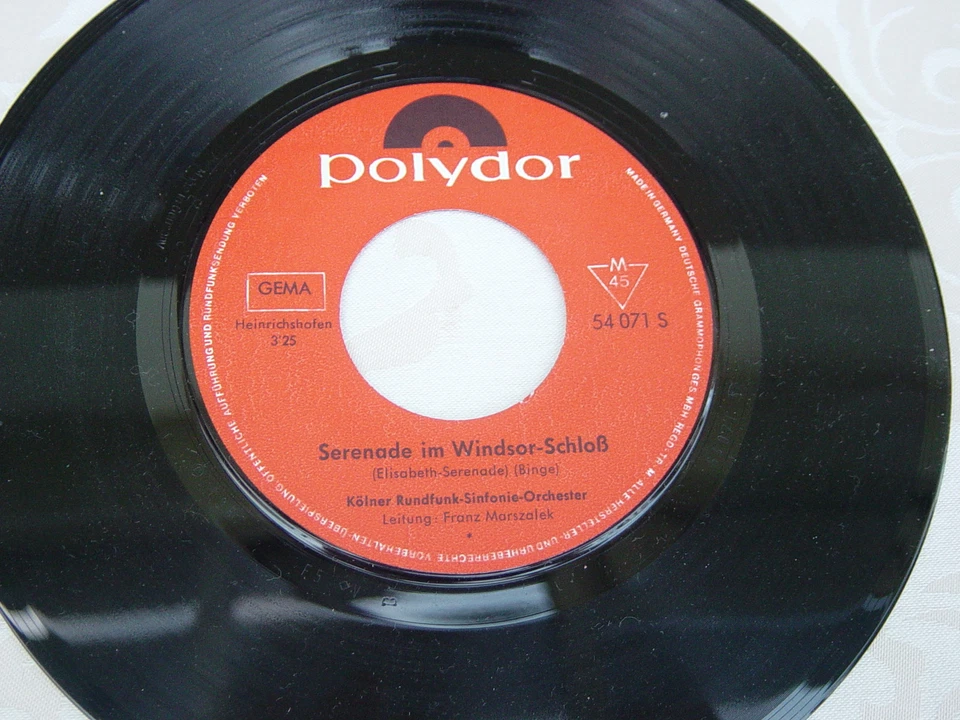 polydor
GEMA
Heinrichshofen
3'25
M
45
54 071 S
Serenade im Windsor-Schloß
(Elisabeth-Serenade) (Binge)
Kölner Rundfunk-Sinfonie-Orchester
Leitung: Franz Marszalek
*
MADE IN GERMANY DEUTSCHE GRAMMOPHON GES. MBH REGD. TR. M. ALLE HERSTELLER- UND URHEBERRECHTE VORBEHALTEN - ÜBERSPIELUNG ÖFFENTLICHE AUFFÜHRUNG UND RUNDFUNKSENDUNG VERBOTEN